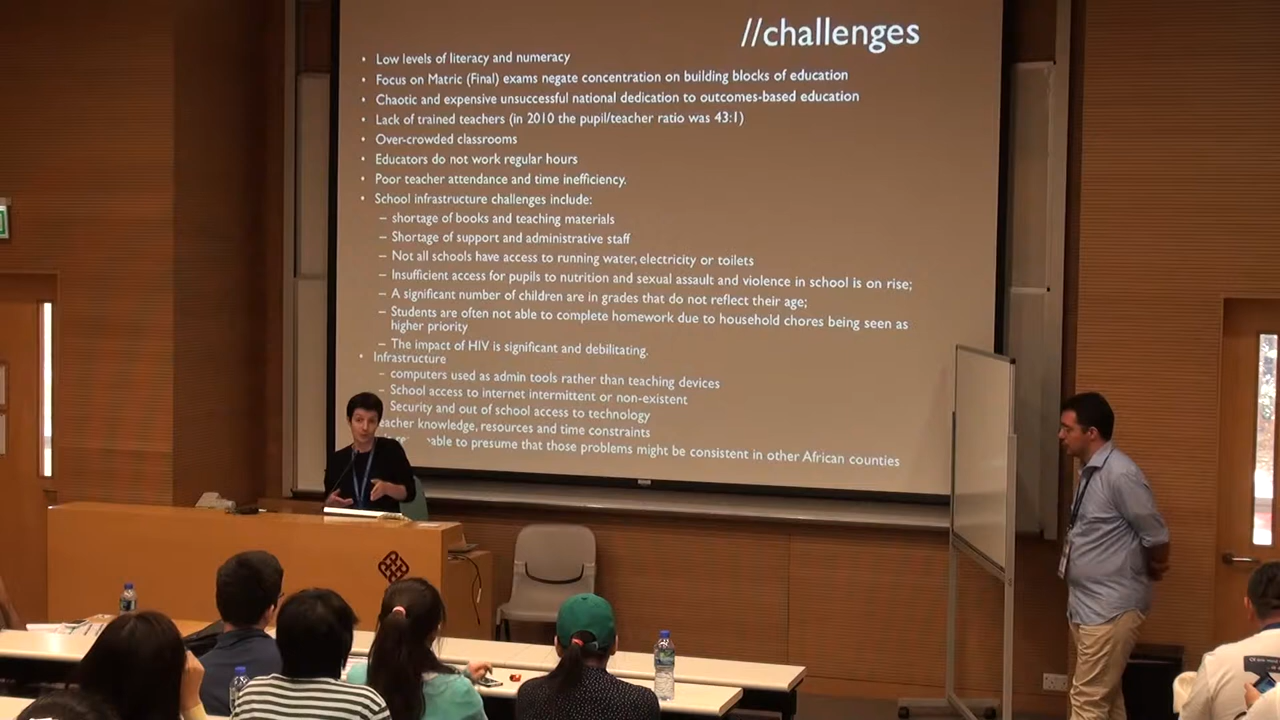 //challenges
• Low levels of literacy and numeracy
• Focus on Matric (Final) exams negate concentration on building blocks of education
• Chaotic and expensive unsuccessful national dedication to outcomes-based education
• Lack of trained teachers (in 2010 the pupil/teacher ratio was 43:1)
• Over-crowded classrooms
• Educators do not work regular hours
• Poor teacher attendance and time inefficiency.
• School infrastructure challenges include:
– shortage of books and teaching materials
– Shortage of support and administrative staff
– Not all schools have access to running water, electricity or toilets
– Insufficient access for pupils to nutrition and sexual assault and violence in school is on rise;
– A significant number of children are in grades that do not reflect their age;
– Students are often not able to complete homework due to household chores being seen as
higher priority
– The impact of HIV is significant and debilitating.
• Infrastructure
– computers used as admin tools rather than teaching devices
– School access to internet intermittent or non-existent
Security and out of school access to technology
eacher knowledge, resources and time constraints
able to presume that those problems might be consistent in other African counties